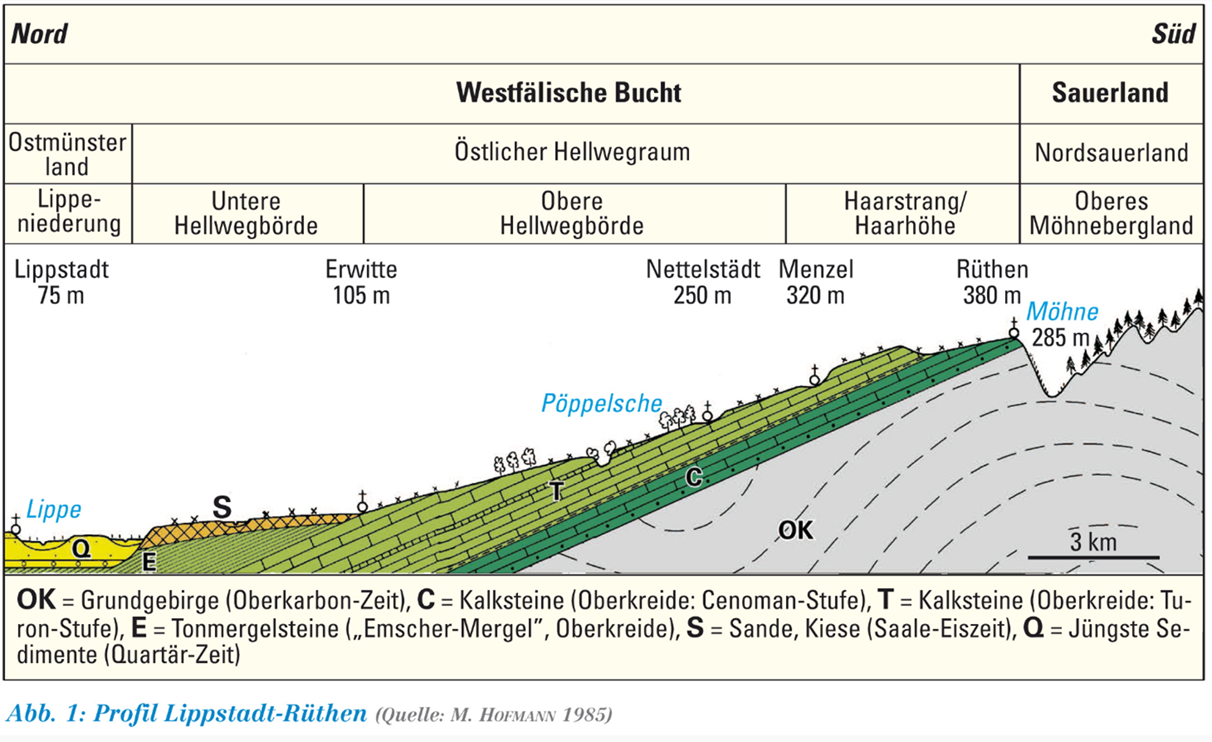 Nord Süd
Westfälische Bucht Sauerland
Ostmünster
land
Östlicher Hellwegraum
Nordsauerland
Lippe-
niederung
Untere
Hellwegbörde
Obere
Hellwegbörde
Haarstrang/
Haarhöhe
Oberes
Möhnebergland
Lippstadt
75 m
Erwitte
105 m
Nettelstädt
250 m
Menzel
320 m
Rüthen
380 m
Möhne
285 m
Pöppelsche
Lippe
S
Q
E
T
C
OK
3 km
OK = Grundgebirge (Oberkarbon-Zeit), C = Kalksteine (Oberkreide: Cenoman-Stufe), T = Kalksteine (Oberkreide: Tu-
ron-Stufe), E = Tonmergelsteine („Emscher-Mergel”, Oberkreide), S = Sande, Kiese (Saale-Eiszeit), Q = Jüngste Se-
dimente (Quartär-Zeit)
Abb. 1: Profil Lippstadt-Rüthen (Quelle: M. HOFMANN 1985)